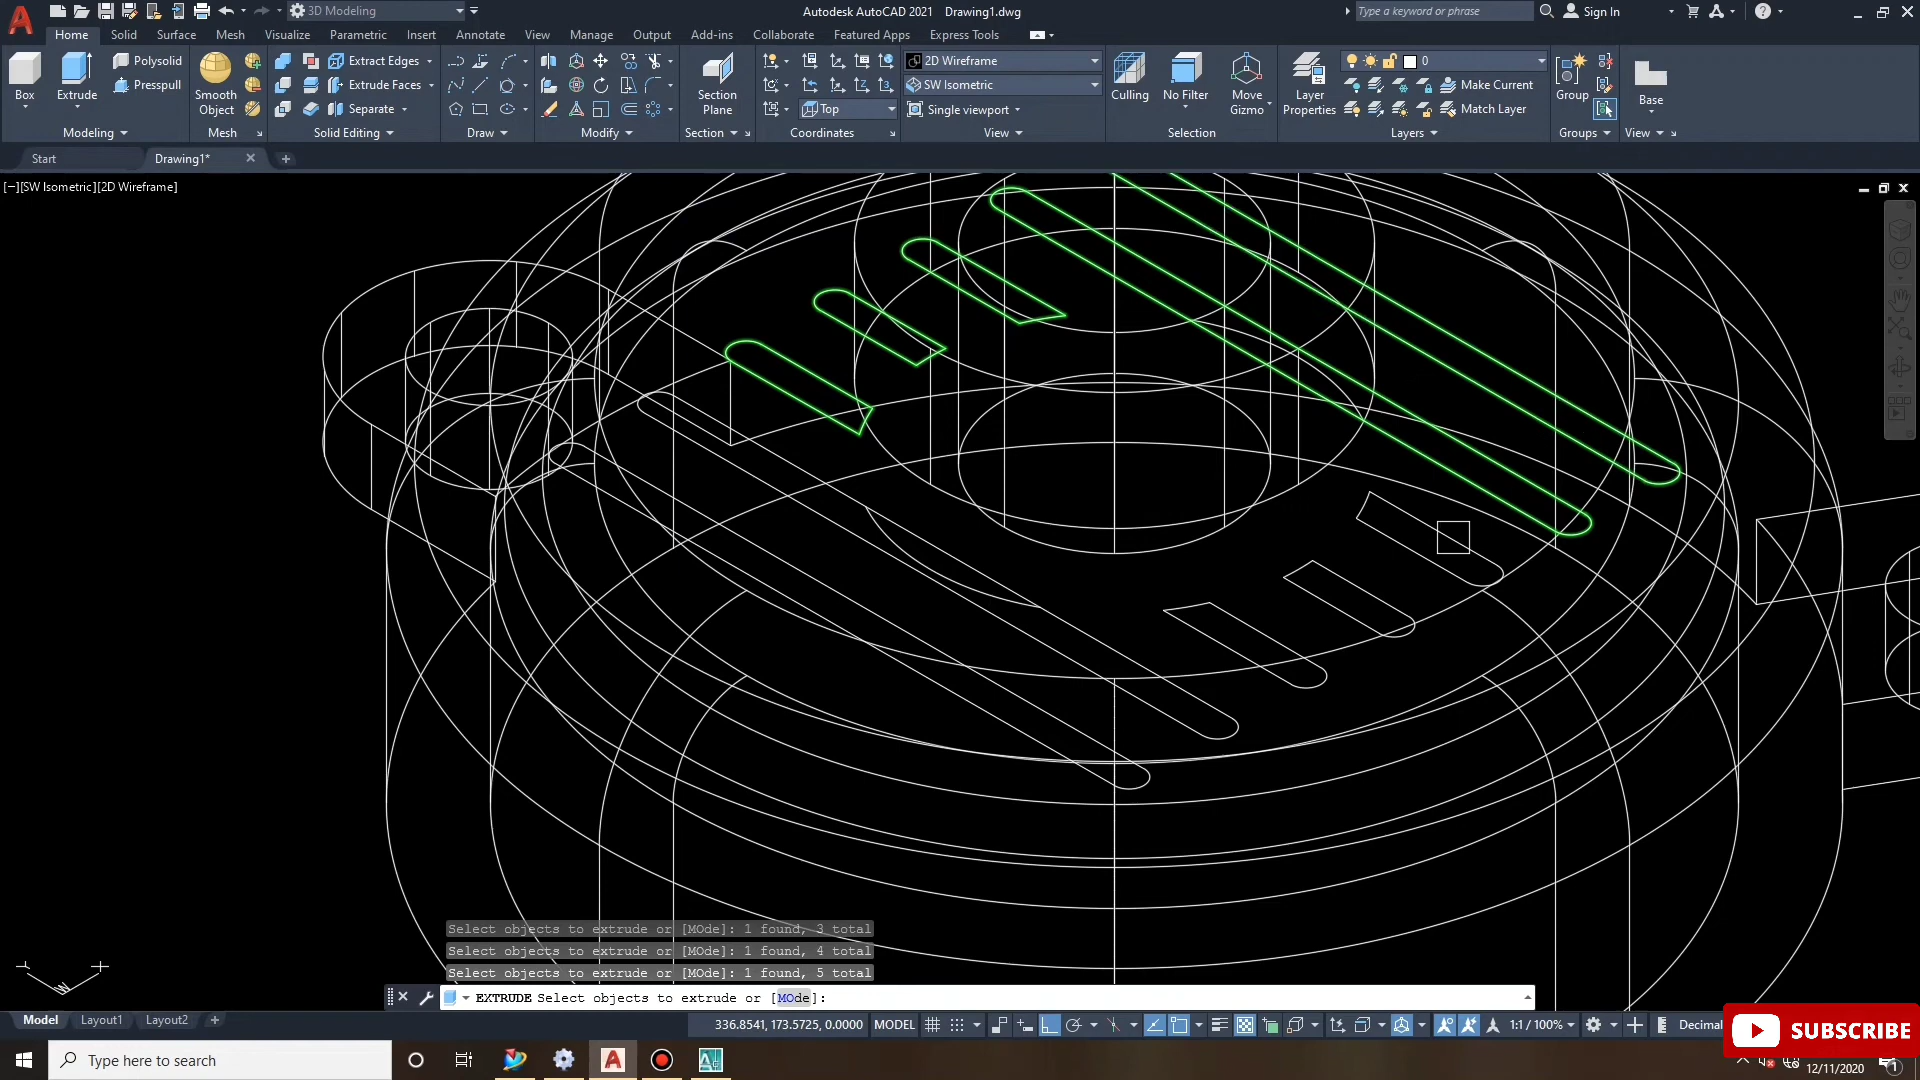 3D Modeling
Autodesk AutoCAD 2021 Drawing1.dwg
Type a keyword or phrase
Sign In
Home Solid Surface Mesh Visualize Parametric Insert Annotate View Manage Output Add-ins Collaborate Featured Apps Express Tools
Box
Extrude
Polysolid
Presspull
Modeling
Smooth Object
Mesh
Extract Edges
Extrude Faces
Separate
Solid Editing
Draw
Modify
Section Plane
Section
Top
Coordinates
2D Wireframe
SW Isometric
Single viewport
View
Culling
No Filter
Move Gizmo
Selection
Layer Properties
0
Make Current
Match Layer
Layers
Group
Groups
Base
View
Start
Drawing1*
[−][SW Isometric][2D Wireframe]
Select objects to extrude or [MOde]: 1 found, 3 total
Select objects to extrude or [MOde]: 1 found, 4 total
Select objects to extrude or [MOde]: 1 found, 5 total
EXTRUDE Select objects to extrude or [MOde]:
Model Layout1 Layout2
336.8541, 173.5725, 0.0000 MODEL 1:1 / 100% Decimal
SUBSCRIBE
Type here to search
12/11/2020
1